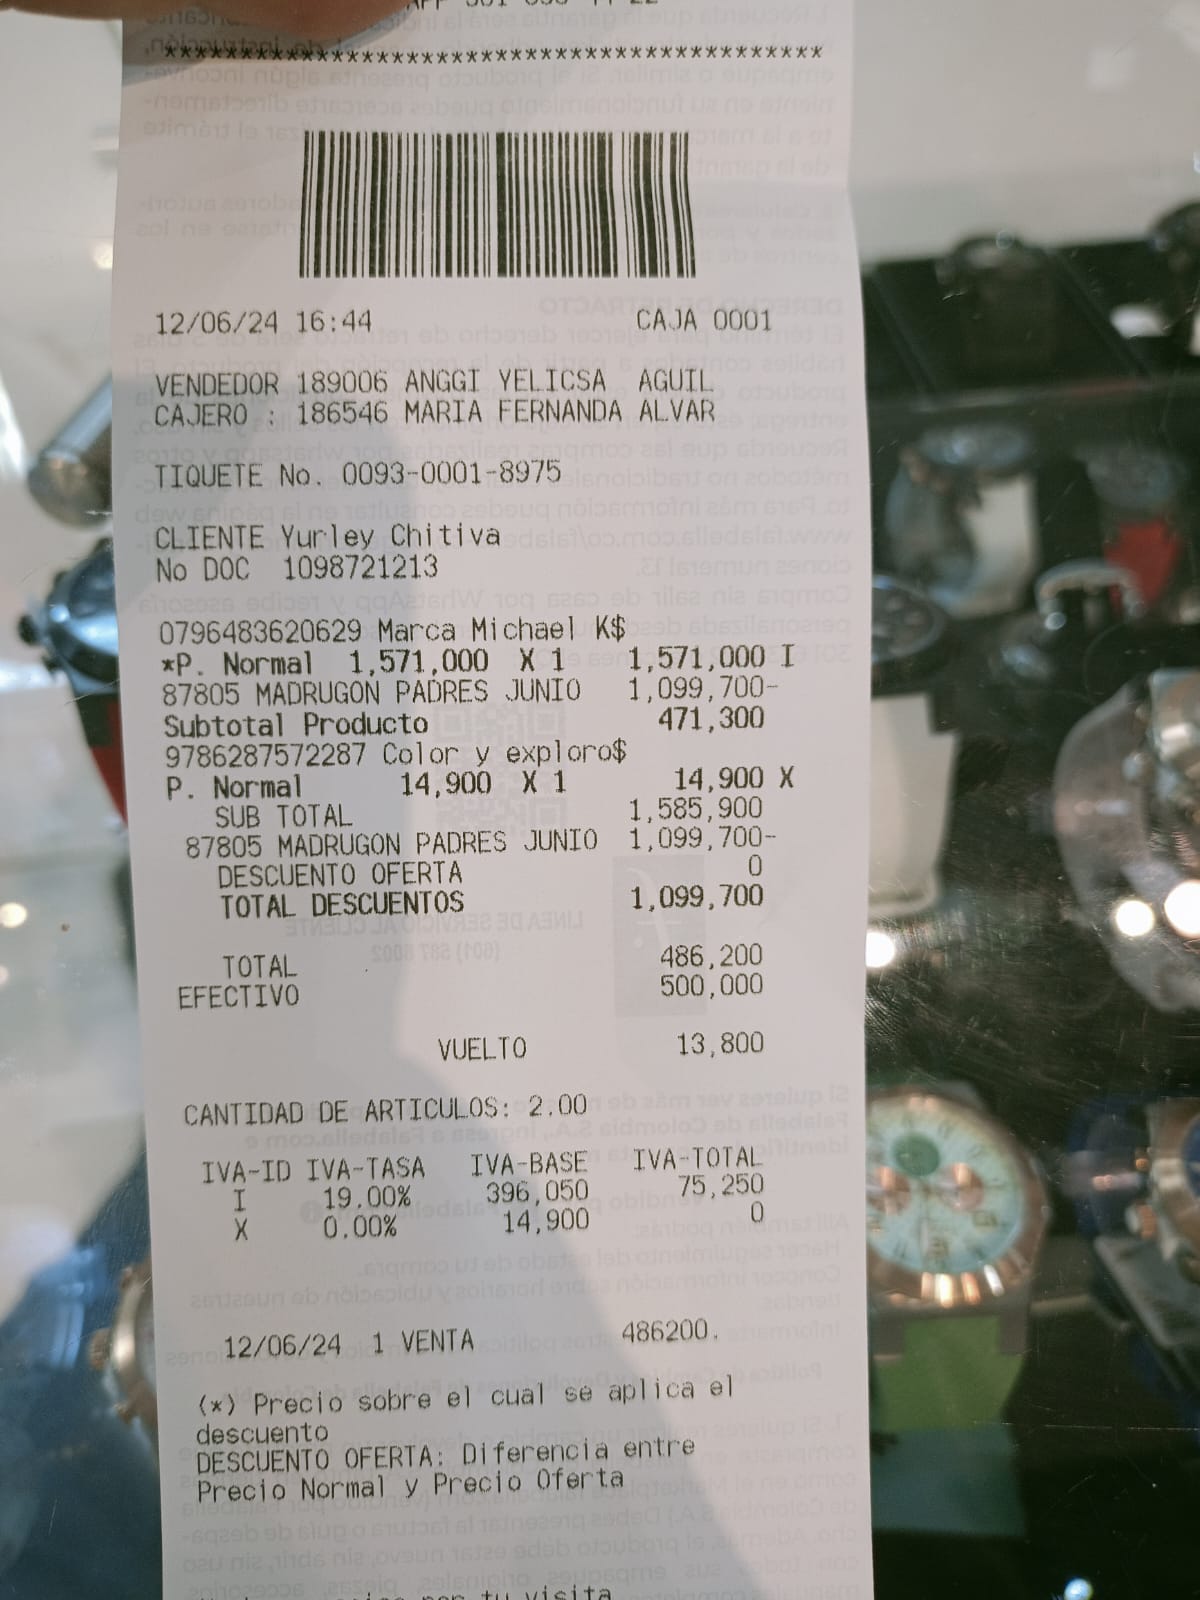 ********************************************
12/06/24 16:44 CAJA 0001
VENDEDOR 189006 ANGGI YELICSA AGUIL
CAJERO : 186546 MARIA FERNANDA ALVAR
TIQUETE No. 0093-0001-8975
CLIENTE Yurley Chitiva
No DOC 1098721213
0796483620629 Marca Michael K$
*P. Normal 1,571,000 X 1 1,571,000 I
87805 MADRUGON PADRES JUNIO 1,099,700-
Subtotal Producto 471,300
9786287572287 Color y exploro$
P. Normal 14,900 X 1 14,900 X
SUB TOTAL 1,585,900
87805 MADRUGON PADRES JUNIO 1,099,700-
DESCUENTO OFERTA 0
TOTAL DESCUENTOS 1,099,700
TOTAL 486,200
EFECTIVO 500,000
VUELTO 13,800
CANTIDAD DE ARTICULOS: 2.00
IVA-ID IVA-TASA IVA-BASE IVA-TOTAL
I 19.00% 396,050 75,250
X 0.00% 14,900 0
12/06/24 1 VENTA 486200.
(*) Precio sobre el cual se aplica el
descuento
DESCUENTO OFERTA: Diferencia entre
Precio Normal y Precio Oferta
por tu visita